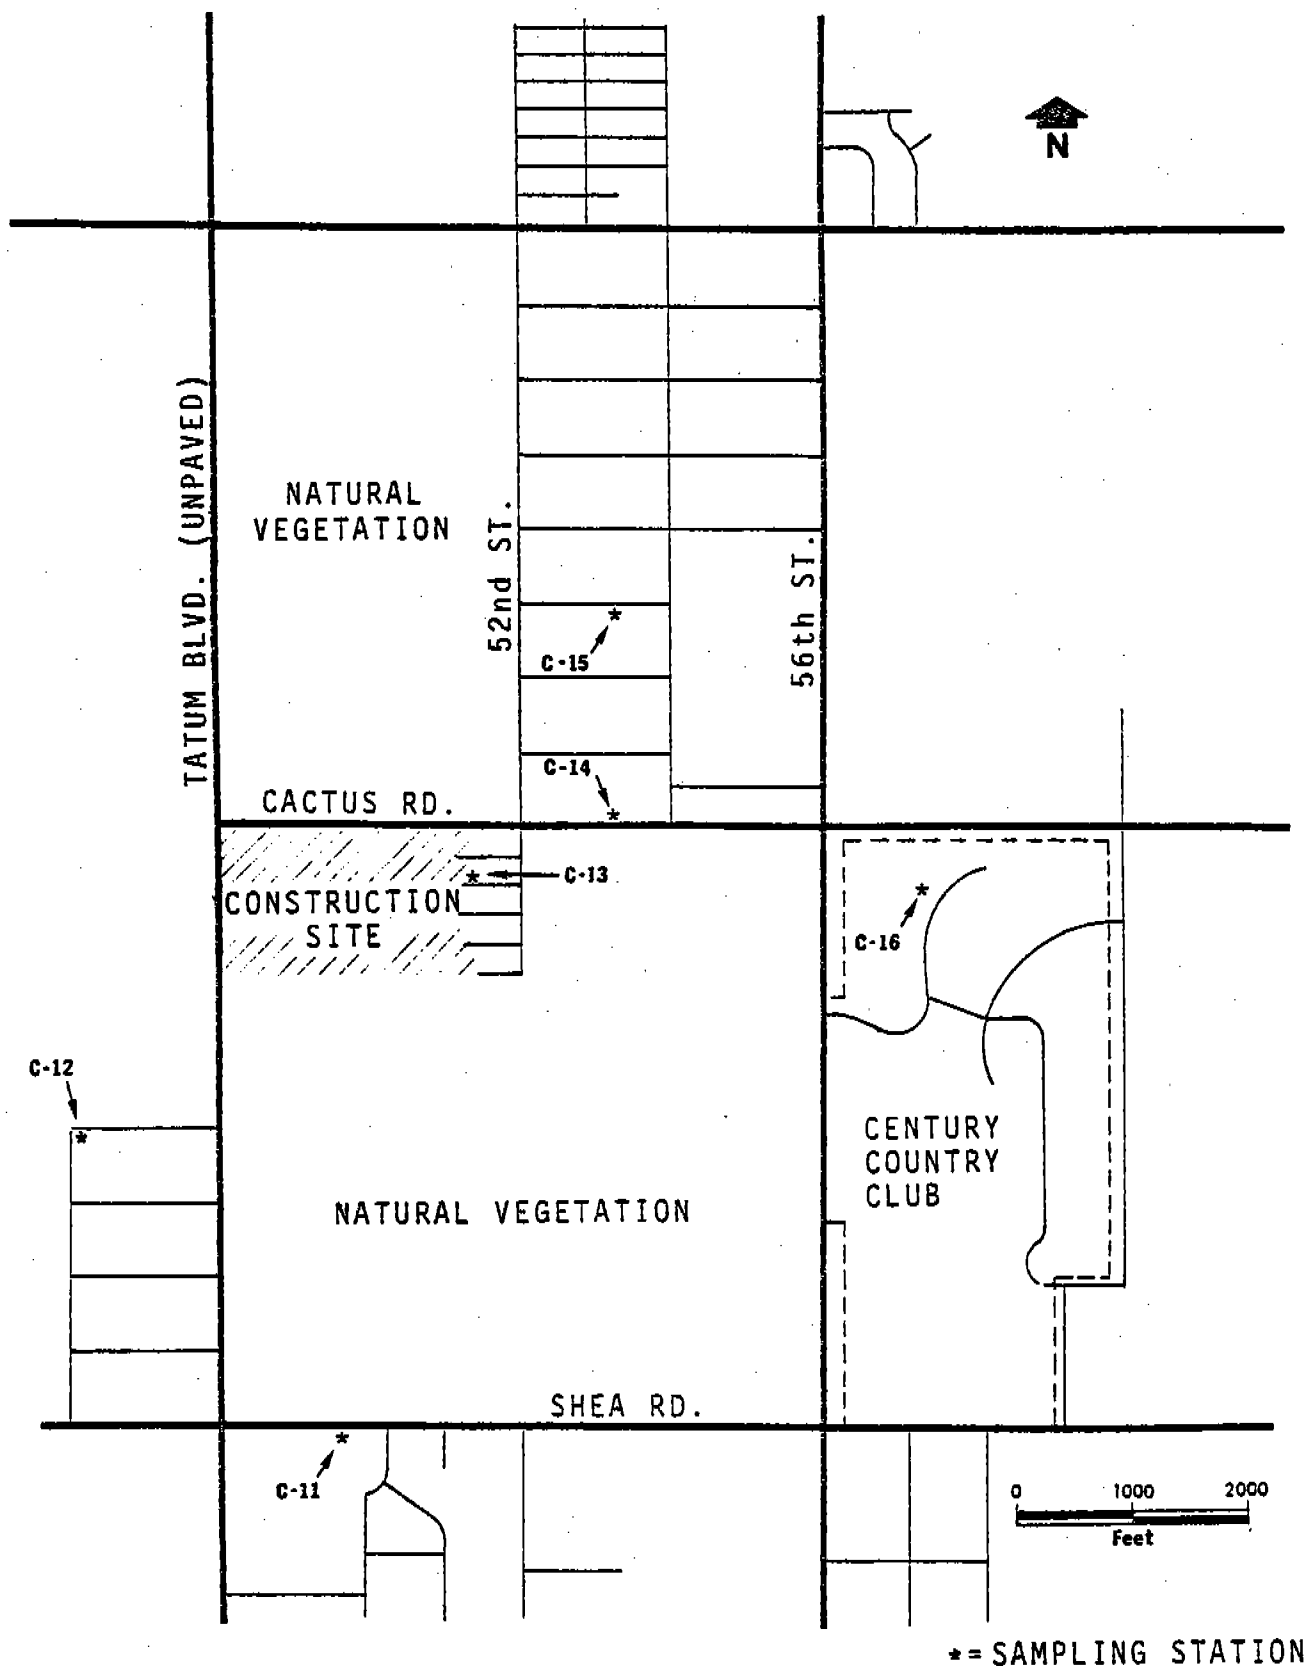 N
TATUM BLVD. (UNPAVED)
NATURAL
VEGETATION
52nd ST.
56th ST.
C-15
C-14
CACTUS RD.
C-13
CONSTRUCTION
SITE
C-16
C-12
CENTURY
COUNTRY
CLUB
NATURAL VEGETATION
SHEA RD.
C-11
0 1000 2000
Feet
*= SAMPLING STATION